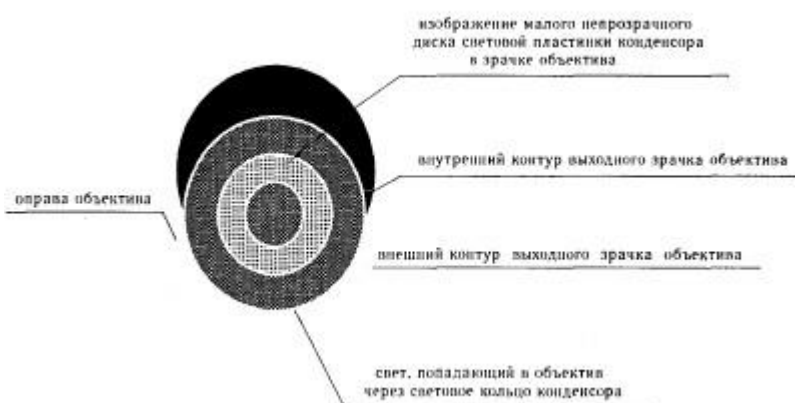 изображение малого непрозрачного
диска световой пластинки конденсора
в зрачке объектива
внутренний контур выходного зрачка объектива
оправа объектина
внешний контур выходного зрачка объектива
свет, попадающий в объектив
через световое кольцо конденсора